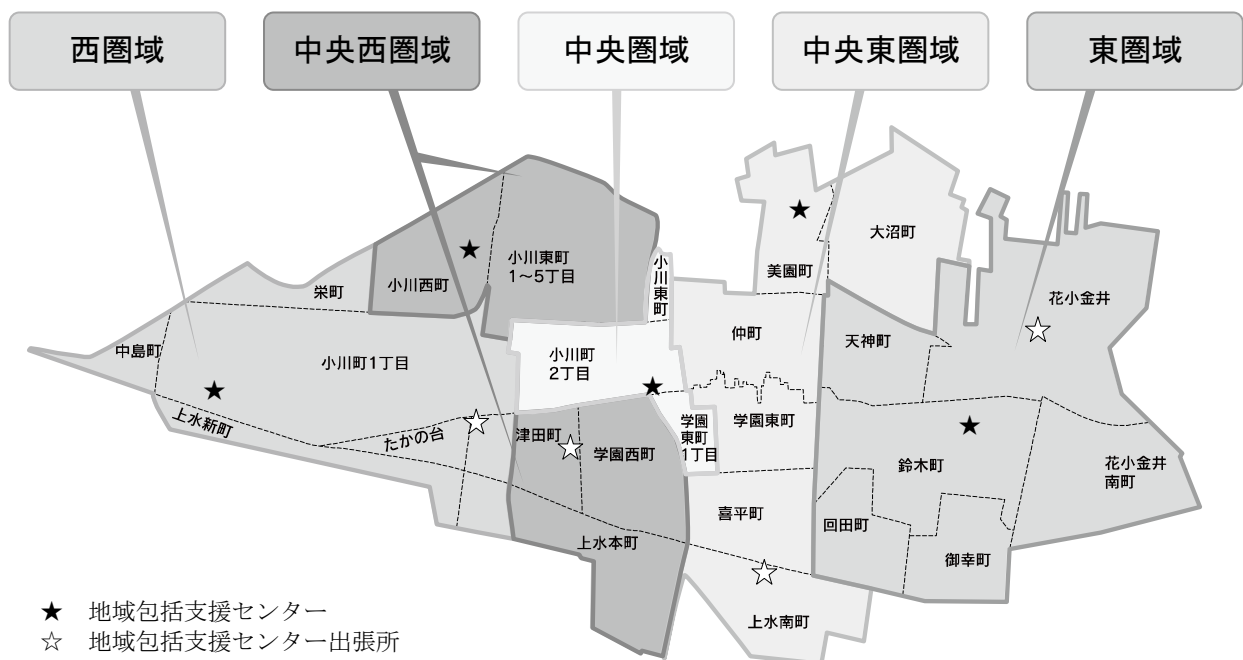 西圏域
中央西圏域
中央圏域
中央東圏域
東圏域
大沼町
美園町
小川東町
1～5丁目
小川西町
小川東町
栄町
花小金井
中島町
小川町1丁目
小川町
2丁目
仲町
天神町
上水新町
たかの台
津田町
学園西町
学園
東町
1丁目
学園東町
鈴木町
花小金井
南町
喜平町
回田町
上水本町
御幸町
上水南町
★ 地域包括支援センター
☆ 地域包括支援センター出張所